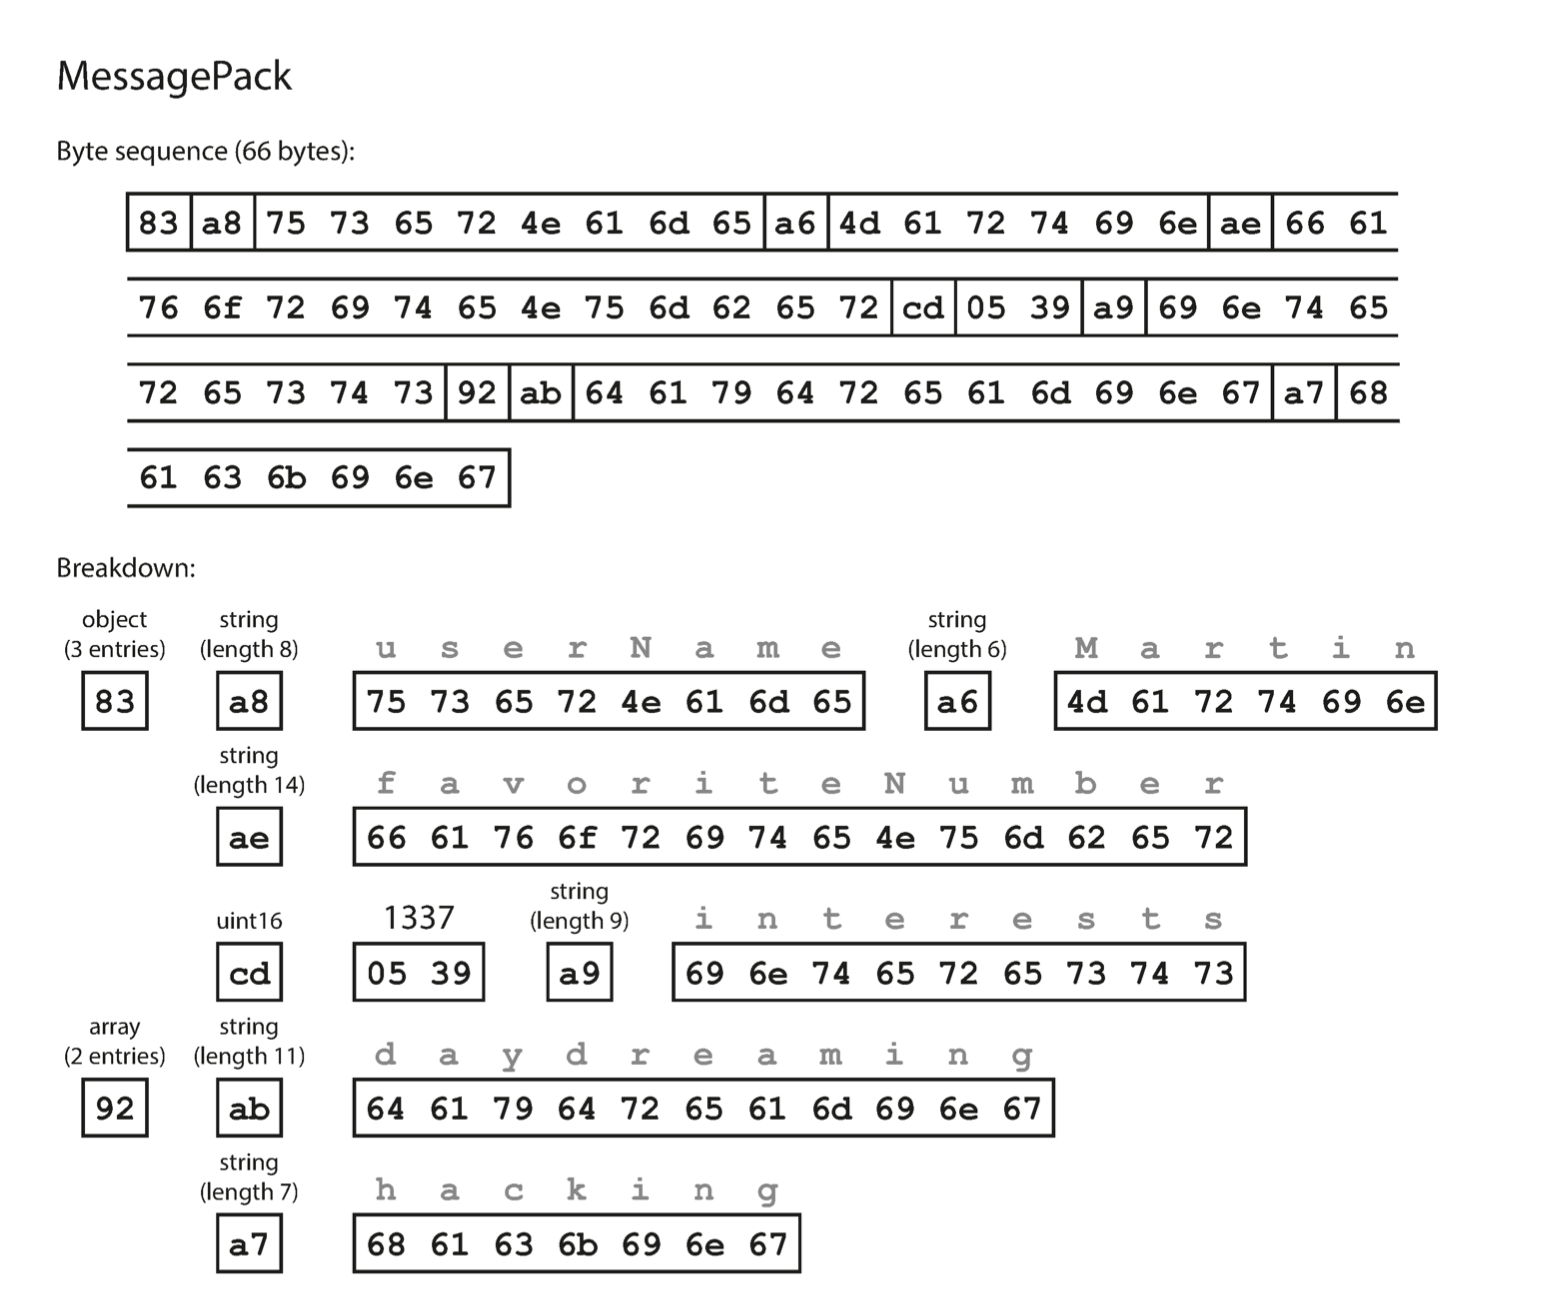 MessagePack
Byte sequence (66 bytes):
83 a8 75 73 65 72 4e 61 6d 65 a6 4d 61 72 74 69 6e ae 66 61
76 6f 72 69 74 65 4e 75 6d 62 65 72 cd 05 39 a9 69 6e 74 65
72 65 73 74 73 92 ab 64 61 79 64 72 65 61 6d 69 6e 67 a7 68
61 63 6b 69 6e 67
Breakdown:
object string string
(3 entries) (length 8) u s e r N a m e (length 6) M a r t i n
83 a8 75 73 65 72 4e 61 6d 65 a6 4d 61 72 74 69 6e
string
(length 14) f a v o r i t e N u m b e r
ae 66 61 76 6f 72 69 74 65 4e 75 6d 62 65 72
string
uint16 1337 (length 9) i n t e r e s t s
cd 05 39 a9 69 6e 74 65 72 65 73 74 73
array string
(2 entries) (length 11) d a y d r e a m i n g
92 ab 64 61 79 64 72 65 61 6d 69 6e 67
string
(length 7) h a c k i n g
a7 68 61 63 6b 69 6e 67